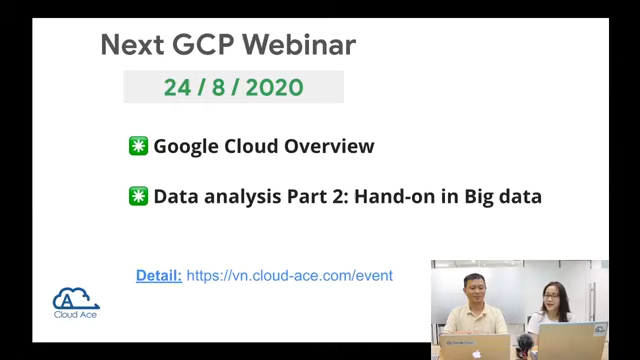 Next GCP Webinar
24 / 8 / 2020
Google Cloud Overview
Data analysis Part 2: Hand-on in Big data
Detail: https://vn.cloud-ace.com/event
Cloud Ace